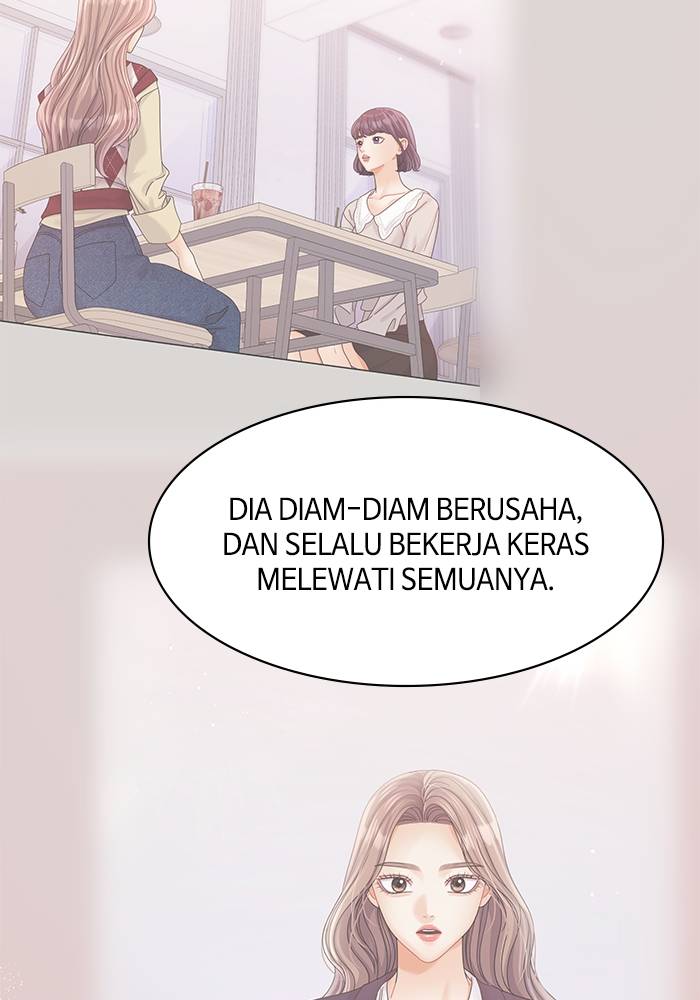 DIA DIAM-DIAM BERUSAHA,
DAN SELALU BEKERJA KERAS
MELEWATI SEMUANYA.